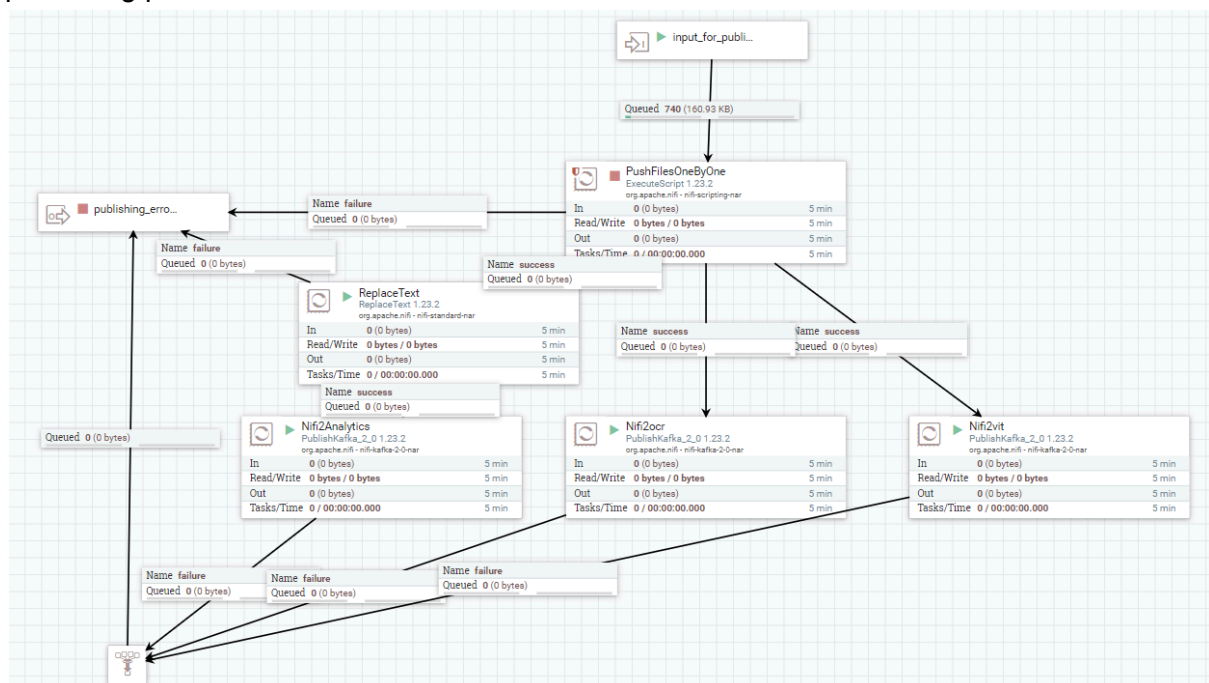 input_for_publi...
Queued 740 (160.93 KB)
PushFilesOneByOne
ExecuteScript 1.23.2
org.apache.nifi - nifi-scripting-nar
In 0 (0 bytes) 5 min
Read/Write 0 bytes / 0 bytes 5 min
Out 0 (0 bytes) 5 min
Tasks/Time 0 / 00:00:00.000 5 min
publishing_erro...
Name failure
Queued 0 (0 bytes)
Name failure
Queued 0 (0 bytes)
Name success
Queued 0 (0 bytes)
ReplaceText
ReplaceText 1.23.2
org.apache.nifi - nifi-standard-nar
In 0 (0 bytes) 5 min
Read/Write 0 bytes / 0 bytes 5 min
Out 0 (0 bytes) 5 min
Tasks/Time 0 / 00:00:00.000 5 min
Name success
Queued 0 (0 bytes)
Name success
Queued 0 (0 bytes)
Name success
Queued 0 (0 bytes)
Queued 0 (0 bytes)
Nifi2Analytics
PublishKafka_2_0 1.23.2
org.apache.nifi - nifi-kafka-2-0-nar
In 0 (0 bytes) 5 min
Read/Write 0 bytes / 0 bytes 5 min
Out 0 (0 bytes) 5 min
Tasks/Time 0 / 00:00:00.000 5 min
Nifi2ocr
PublishKafka_2_0 1.23.2
org.apache.nifi - nifi-kafka-2-0-nar
In 0 (0 bytes) 5 min
Read/Write 0 bytes / 0 bytes 5 min
Out 0 (0 bytes) 5 min
Tasks/Time 0 / 00:00:00.000 5 min
Nifi2vit
PublishKafka_2_0 1.23.2
org.apache.nifi - nifi-kafka-2-0-nar
In 0 (0 bytes) 5 min
Read/Write 0 bytes / 0 bytes 5 min
Out 0 (0 bytes) 5 min
Tasks/Time 0 / 00:00:00.000 5 min
Name failure
Queued 0 (0 bytes)
Name failure
Queued 0 (0 bytes)
Name failure
Queued 0 (0 bytes)